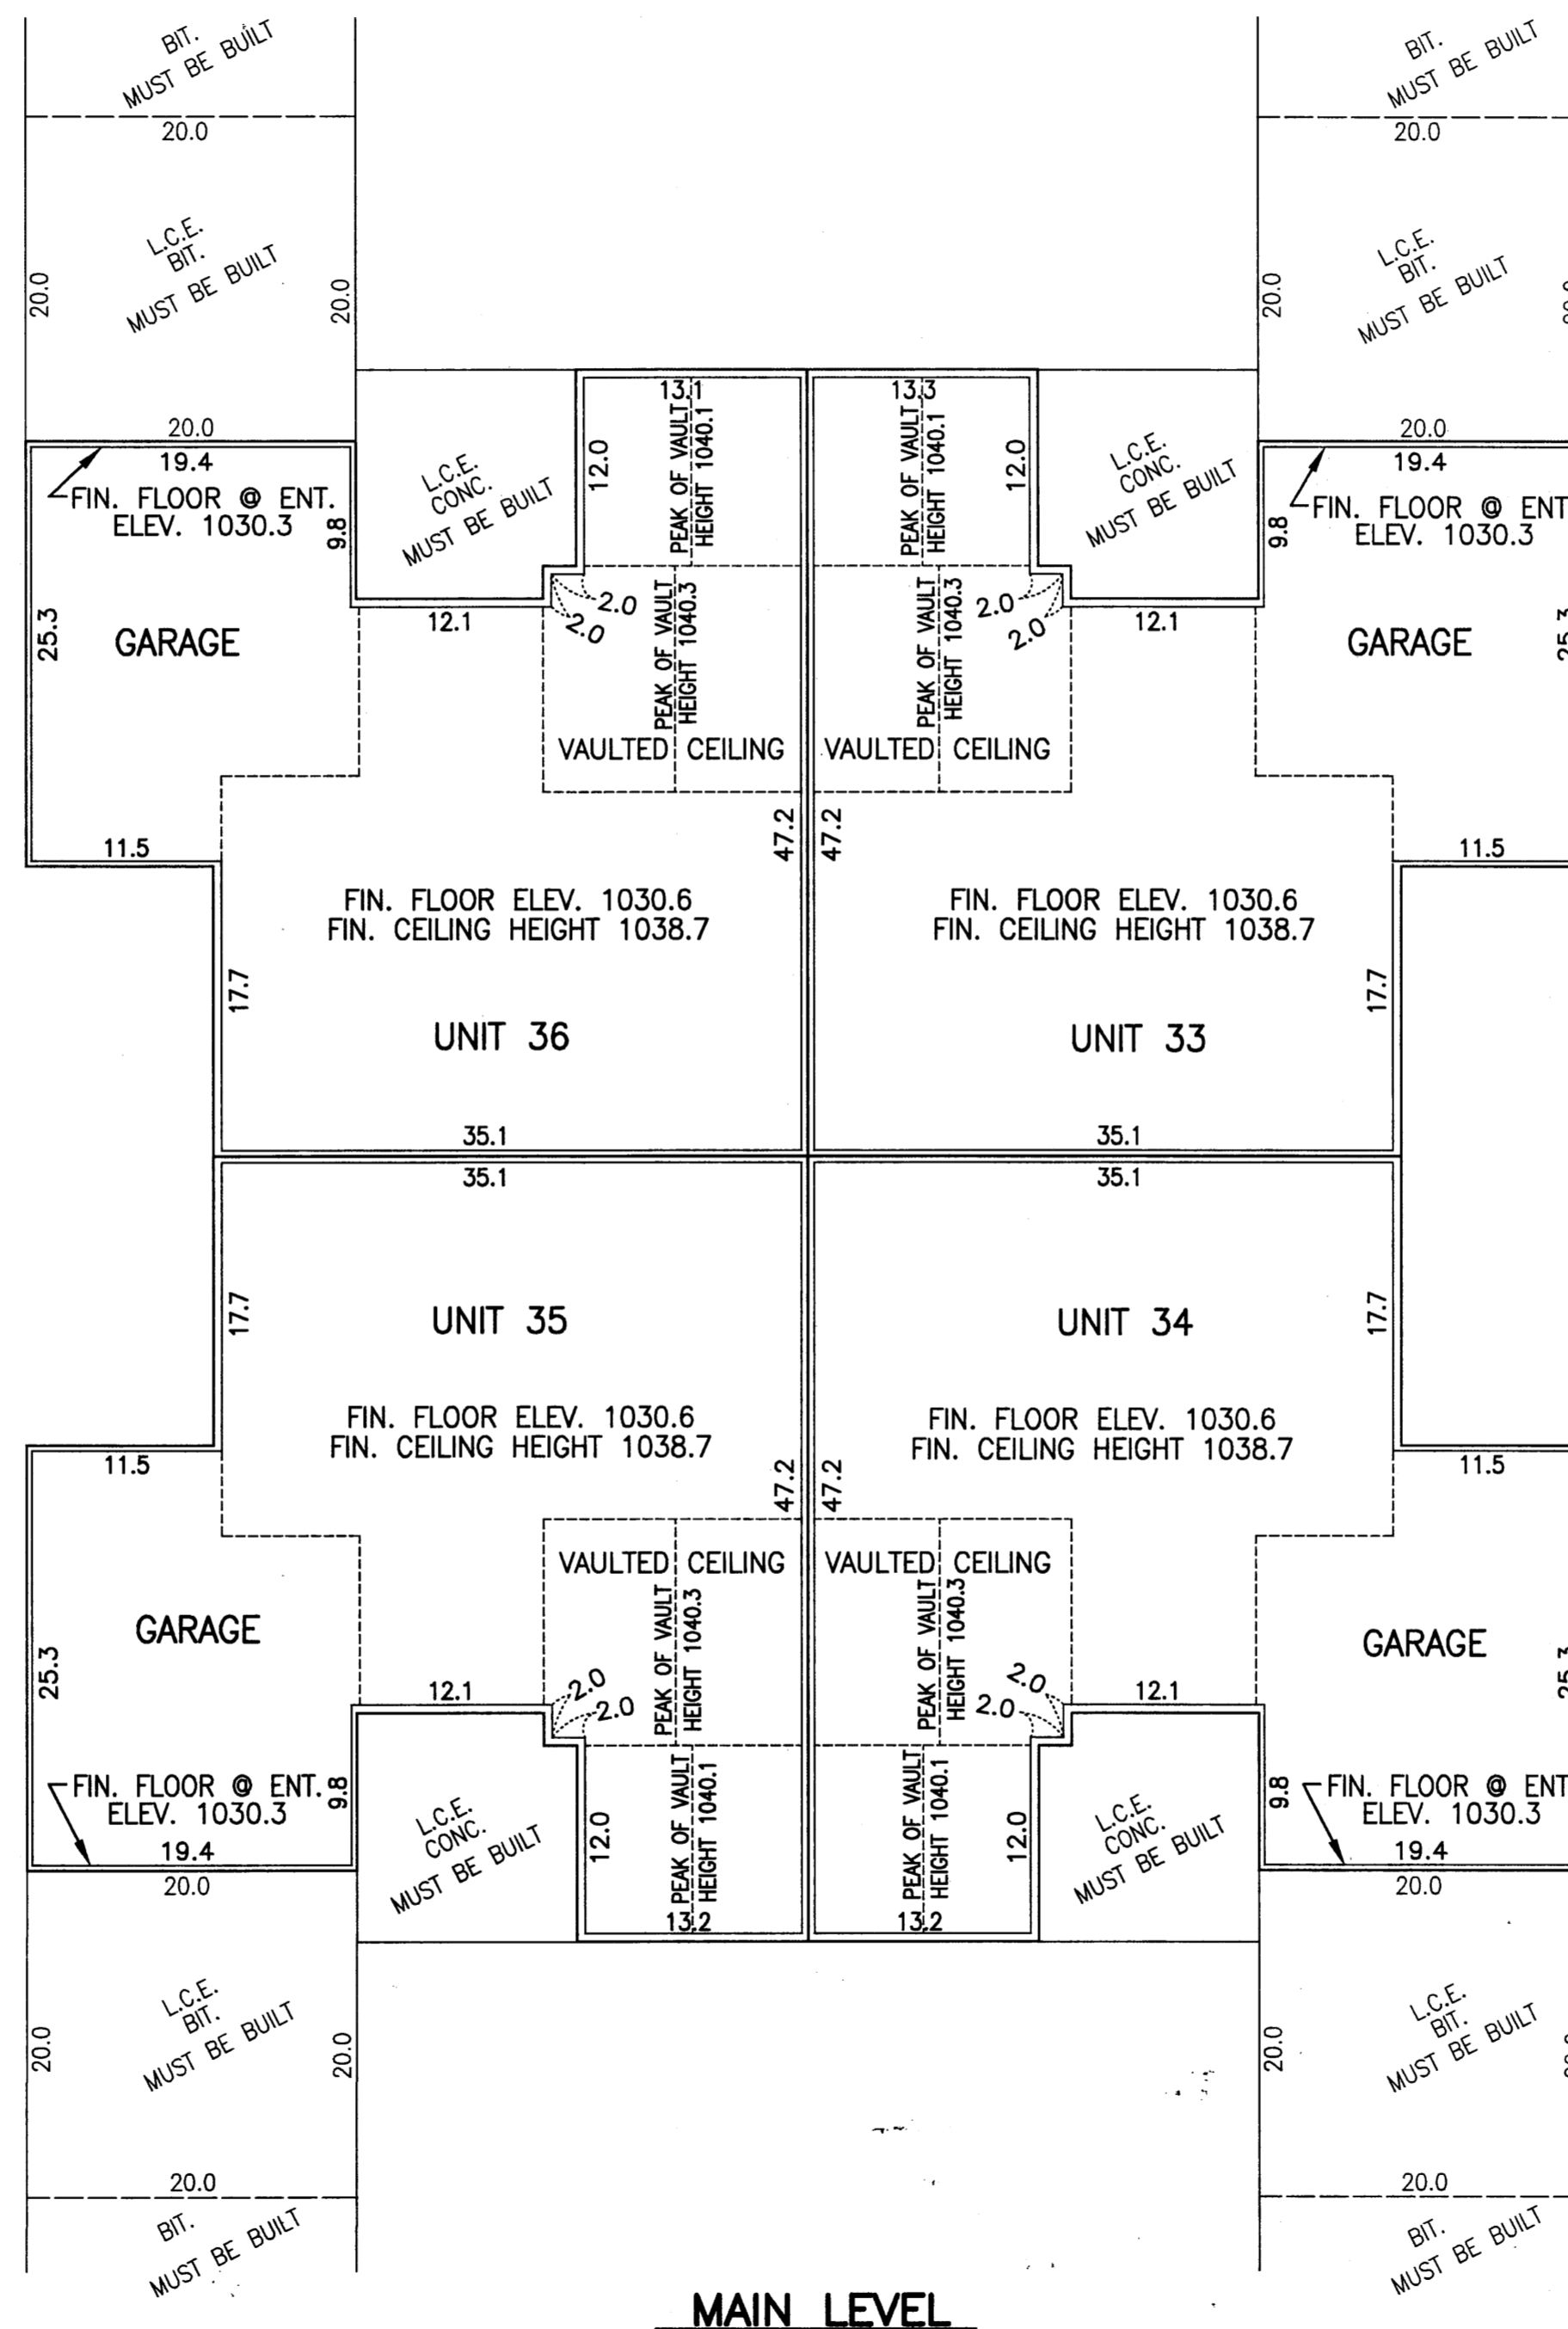 BIT.
MUST BE BUILT
20.0
L.C.E.
BIT.
MUST BE BUILT
20.0
20.0
20.0
19.4
FIN. FLOOR @ ENT.
ELEV. 1030.3
9.8
25.3
GARAGE
11.5
L.C.E.
CONC.
MUST BE BUILT
12.1
13.1
12.0
PEAK OF VAULT
HEIGHT 1040.1
2.0
2.0
PEAK OF VAULT
HEIGHT 1040.3
VAULTED CEILING
47.2
FIN. FLOOR ELEV. 1030.6
FIN. CEILING HEIGHT 1038.7
17.7
UNIT 36
35.1
BIT.
MUST BE BUILT
20.0
L.C.E.
BIT.
MUST BE BUILT
20.0
20.0
19.4
FIN. FLOOR @ ENT
ELEV. 1030.3
9.8
25.3
GARAGE
11.5
13.3
PEAK OF VAULT
HEIGHT 1040.1
12.0
L.C.E.
CONC.
MUST BE BUILT
12.1
2.0
2.0
PEAK OF VAULT
HEIGHT 1040.3
VAULTED CEILING
47.2
FIN. FLOOR ELEV. 1030.6
FIN. CEILING HEIGHT 1038.7
17.7
UNIT 33
35.1
35.1
17.7
UNIT 35
FIN. FLOOR ELEV. 1030.6
FIN. CEILING HEIGHT 1038.7
11.5
47.2
VAULTED CEILING
PEAK OF VAULT
HEIGHT 1040.3
GARAGE
25.3
12.1
2.0
2.0
9.8
FIN. FLOOR @ ENT.
ELEV. 1030.3
19.4
20.0
L.C.E.
CONC.
MUST BE BUILT
12.0
PEAK OF VAULT
HEIGHT 1040.1
13.2
L.C.E.
BIT.
MUST BE BUILT
20.0
20.0
20.0
BIT.
MUST BE BUILT
35.1
17.7
UNIT 34
FIN. FLOOR ELEV. 1030.6
FIN. CEILING HEIGHT 1038.7
47.2
11.5
VAULTED CEILING
PEAK OF VAULT
HEIGHT 1040.3
2.0
2.0
12.1
GARAGE
25.3
PEAK OF VAULT
HEIGHT 1040.1
12.0
13.2
L.C.E.
CONC.
MUST BE BUILT
9.8
FIN. FLOOR @ ENT
ELEV. 1030.3
19.4
20.0
L.C.E.
BIT.
MUST BE BUILT
20.0
20.0
BIT.
MUST BE BUILT
MAIN LEVEL